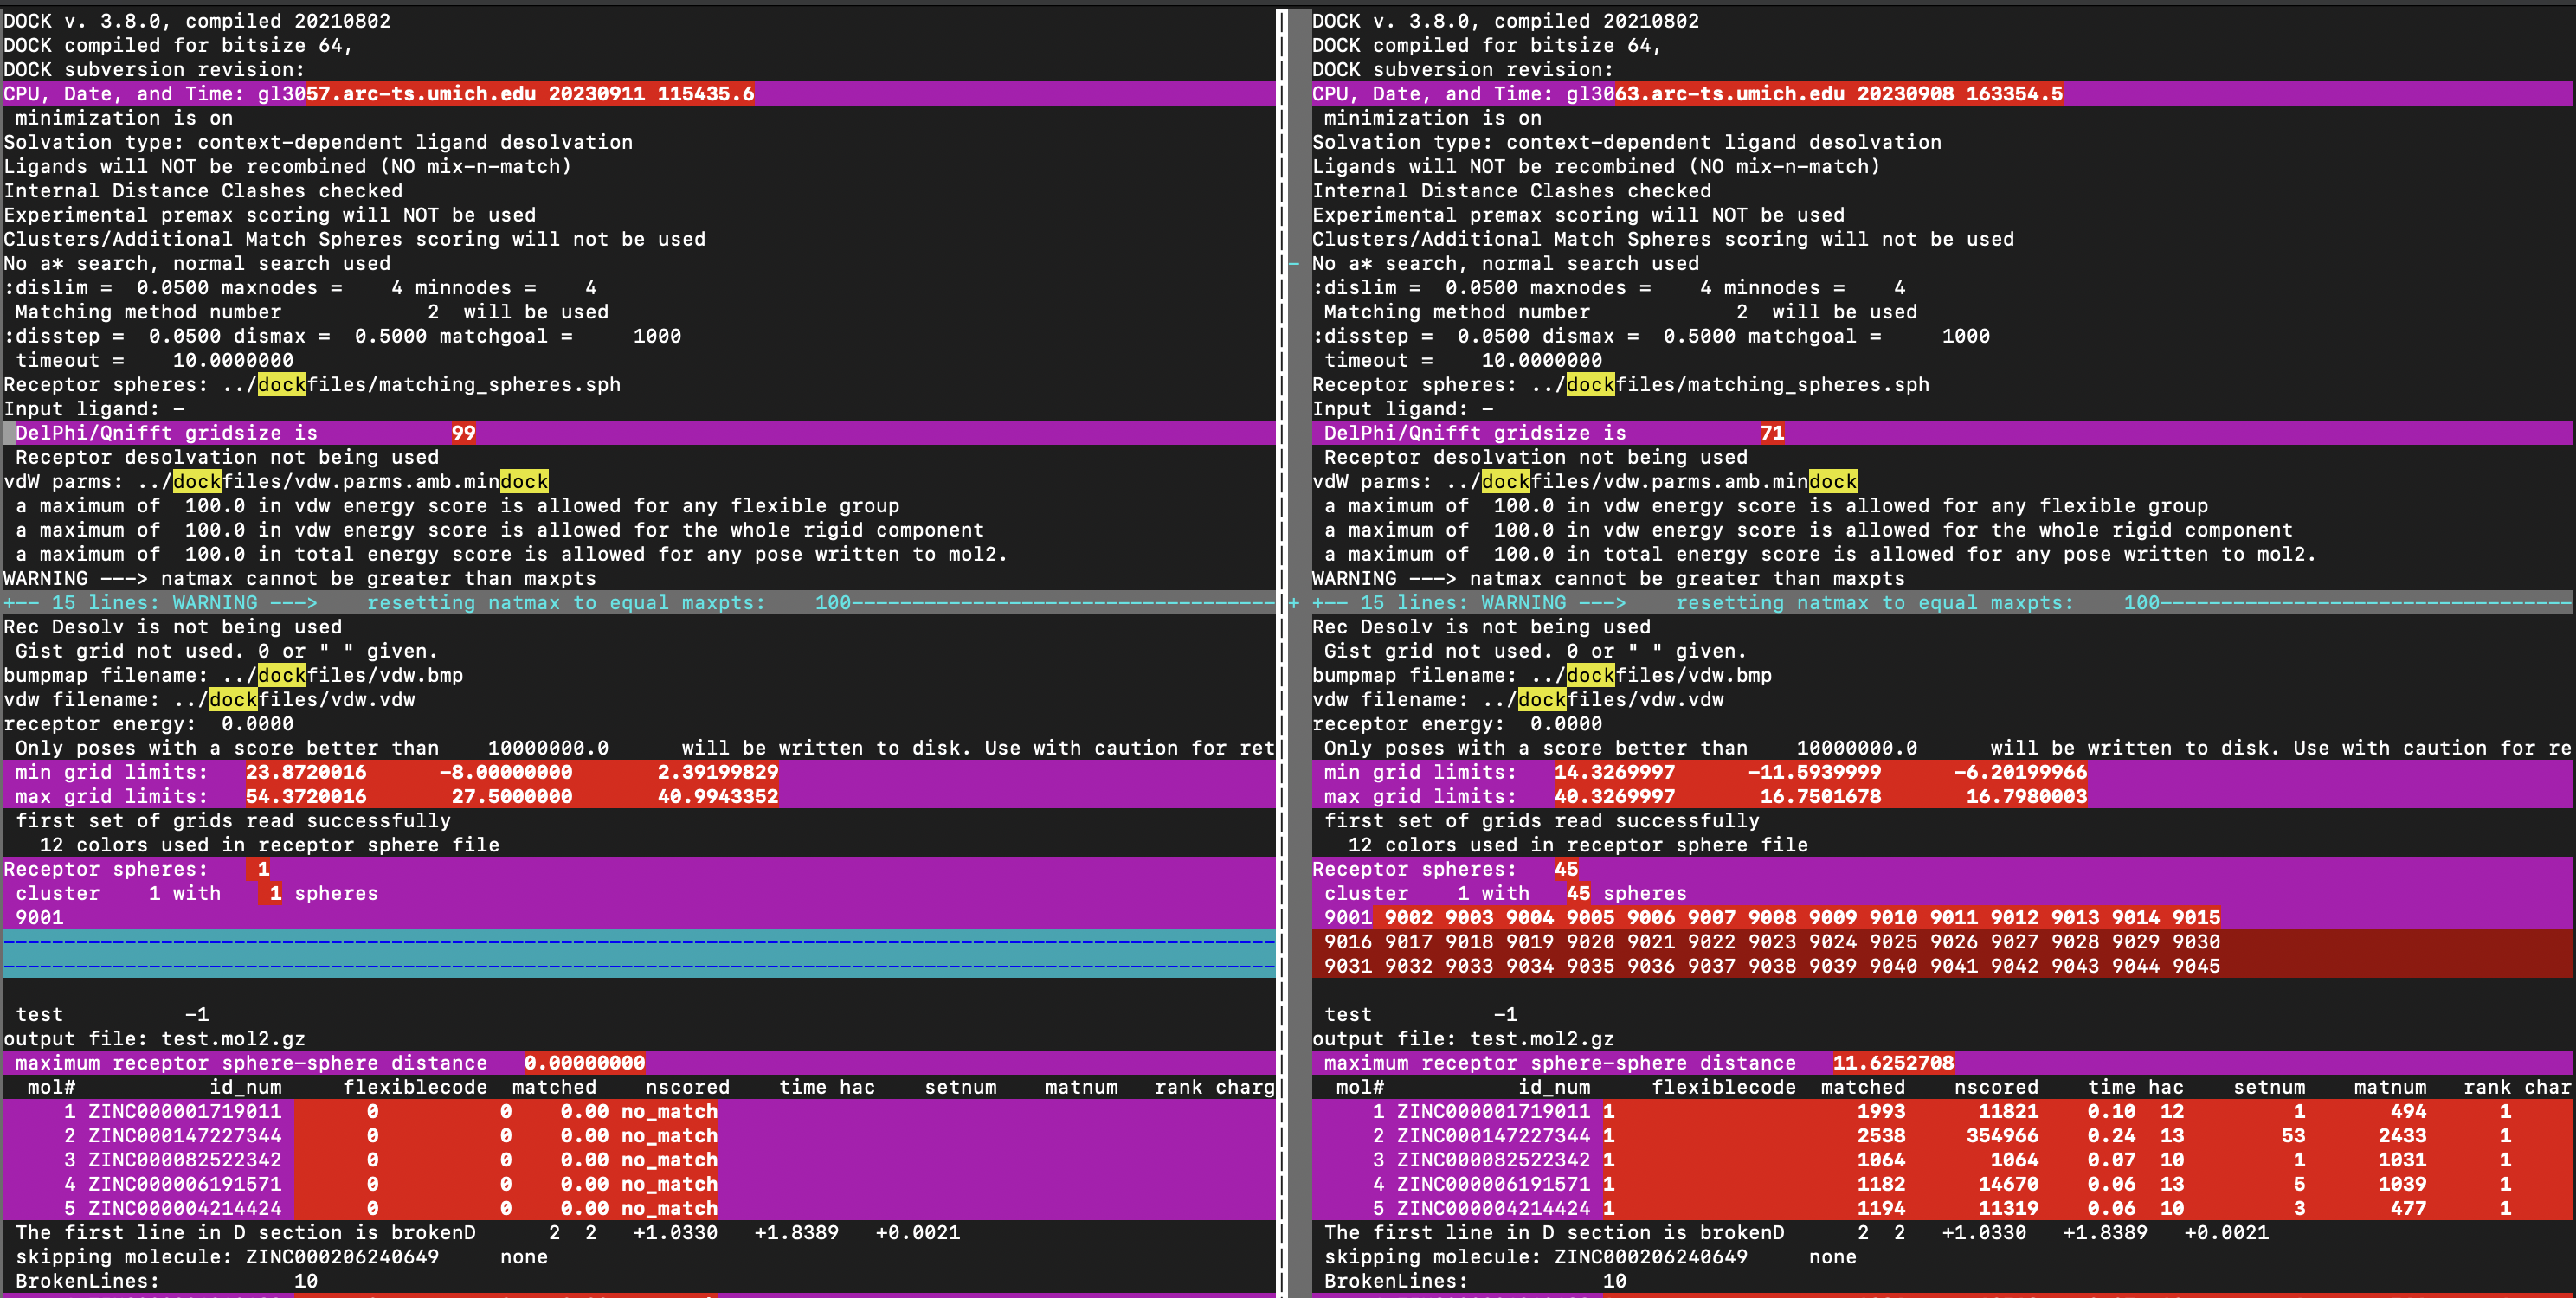 DOCK v. 3.8.0, compiled 20210802
DOCK compiled for bitsize 64,
DOCK subversion revision:
CPU, Date, and Time: gl3057.arc-ts.umich.edu 20230911 115435.6
minimization is on
Solvation type: context-dependent ligand desolvation
Ligands will NOT be recombined (NO mix-n-match)
Internal Distance Clashes checked
Experimental premax scoring will NOT be used
Clusters/Additional Match Spheres scoring will not be used
No a* search, normal search used
:dislim =  0.0500 maxnodes =    4 minnodes =    4
Matching method number            2  will be used
:disstep =  0.0500 dismax =  0.5000 matchgoal =     1000
timeout =    10.0000000
Receptor spheres: ../dockfiles/matching_spheres.sph
Input ligand: -
DelPhi/Qnifft gridsize is           99
Receptor desolvation not being used
vdW parms: ../dockfiles/vdw.parms.amb.mindock
a maximum of  100.0 in vdw energy score is allowed for any flexible group
a maximum of  100.0 in vdw energy score is allowed for the whole rigid component
a maximum of  100.0 in total energy score is allowed for any pose written to mol2.
WARNING ---> natmax cannot be greater than maxpts
+-- 15 lines: WARNING --->    resetting natmax to equal maxpts:    100-----------------------------------
Rec Desolv is not being used
Gist grid not used. 0 or " " given.
bumpmap filename: ../dockfiles/vdw.bmp
vdw filename: ../dockfiles/vdw.vdw
receptor energy:  0.0000
Only poses with a score better than    10000000.0      will be written to disk. Use with caution for ret
min grid limits:   23.8720016      -8.00000000       2.39199829
max grid limits:   54.3720016       27.5000000       40.9943352
first set of grids read successfully
12 colors used in receptor sphere file
Receptor spheres:    1
cluster    1 with    1 spheres
9001
test          -1
output file: test.mol2.gz
maximum receptor sphere-sphere distance   0.00000000
mol#           id_num     flexiblecode  matched    nscored    time hac    setnum    matnum   rank charg
1 ZINC000001719011       0          0    0.00 no_match
2 ZINC000147227344       0          0    0.00 no_match
3 ZINC000082522342       0          0    0.00 no_match
4 ZINC000006191571       0          0    0.00 no_match
5 ZINC000004214424       0          0    0.00 no_match
The first line in D section is brokenD      2  2   +1.0330   +1.8389   +0.0021
skipping molecule: ZINC000206240649     none
BrokenLines:           10
DOCK v. 3.8.0, compiled 20210802
DOCK compiled for bitsize 64,
DOCK subversion revision:
CPU, Date, and Time: gl3063.arc-ts.umich.edu 20230908 163354.5
minimization is on
Solvation type: context-dependent ligand desolvation
Ligands will NOT be recombined (NO mix-n-match)
Internal Distance Clashes checked
Experimental premax scoring will NOT be used
Clusters/Additional Match Spheres scoring will not be used
- No a* search, normal search used
:dislim =  0.0500 maxnodes =    4 minnodes =    4
Matching method number            2  will be used
:disstep =  0.0500 dismax =  0.5000 matchgoal =     1000
timeout =    10.0000000
Receptor spheres: ../dockfiles/matching_spheres.sph
Input ligand: -
DelPhi/Qnifft gridsize is           71
Receptor desolvation not being used
vdW parms: ../dockfiles/vdw.parms.amb.mindock
a maximum of  100.0 in vdw energy score is allowed for any flexible group
a maximum of  100.0 in vdw energy score is allowed for the whole rigid component
a maximum of  100.0 in total energy score is allowed for any pose written to mol2.
WARNING ---> natmax cannot be greater than maxpts
+ +-- 15 lines: WARNING --->    resetting natmax to equal maxpts:    100----------------------------------
Rec Desolv is not being used
Gist grid not used. 0 or " " given.
bumpmap filename: ../dockfiles/vdw.bmp
vdw filename: ../dockfiles/vdw.vdw
receptor energy:  0.0000
Only poses with a score better than    10000000.0      will be written to disk. Use with caution for re
min grid limits:   14.3269997      -11.5939999      -6.20199966
max grid limits:   40.3269997       16.7501678       16.7980003
first set of grids read successfully
12 colors used in receptor sphere file
Receptor spheres:   45
cluster    1 with   45 spheres
9001 9002 9003 9004 9005 9006 9007 9008 9009 9010 9011 9012 9013 9014 9015
9016 9017 9018 9019 9020 9021 9022 9023 9024 9025 9026 9027 9028 9029 9030
9031 9032 9033 9034 9035 9036 9037 9038 9039 9040 9041 9042 9043 9044 9045
test          -1
output file: test.mol2.gz
maximum receptor sphere-sphere distance   11.6252708
mol#           id_num     flexiblecode  matched    nscored    time hac    setnum    matnum   rank char
1 ZINC000001719011 1                    1993      11821    0.10  12         1       494      1
2 ZINC000147227344 1                    2538     354966    0.24  13        53      2433      1
3 ZINC000082522342 1                    1064       1064    0.07  10         1      1031      1
4 ZINC000006191571 1                    1182      14670    0.06  13         5      1039      1
5 ZINC000004214424 1                    1194      11319    0.06  10         3       477      1
The first line in D section is brokenD      2  2   +1.0330   +1.8389   +0.0021
skipping molecule: ZINC000206240649     none
BrokenLines:           10